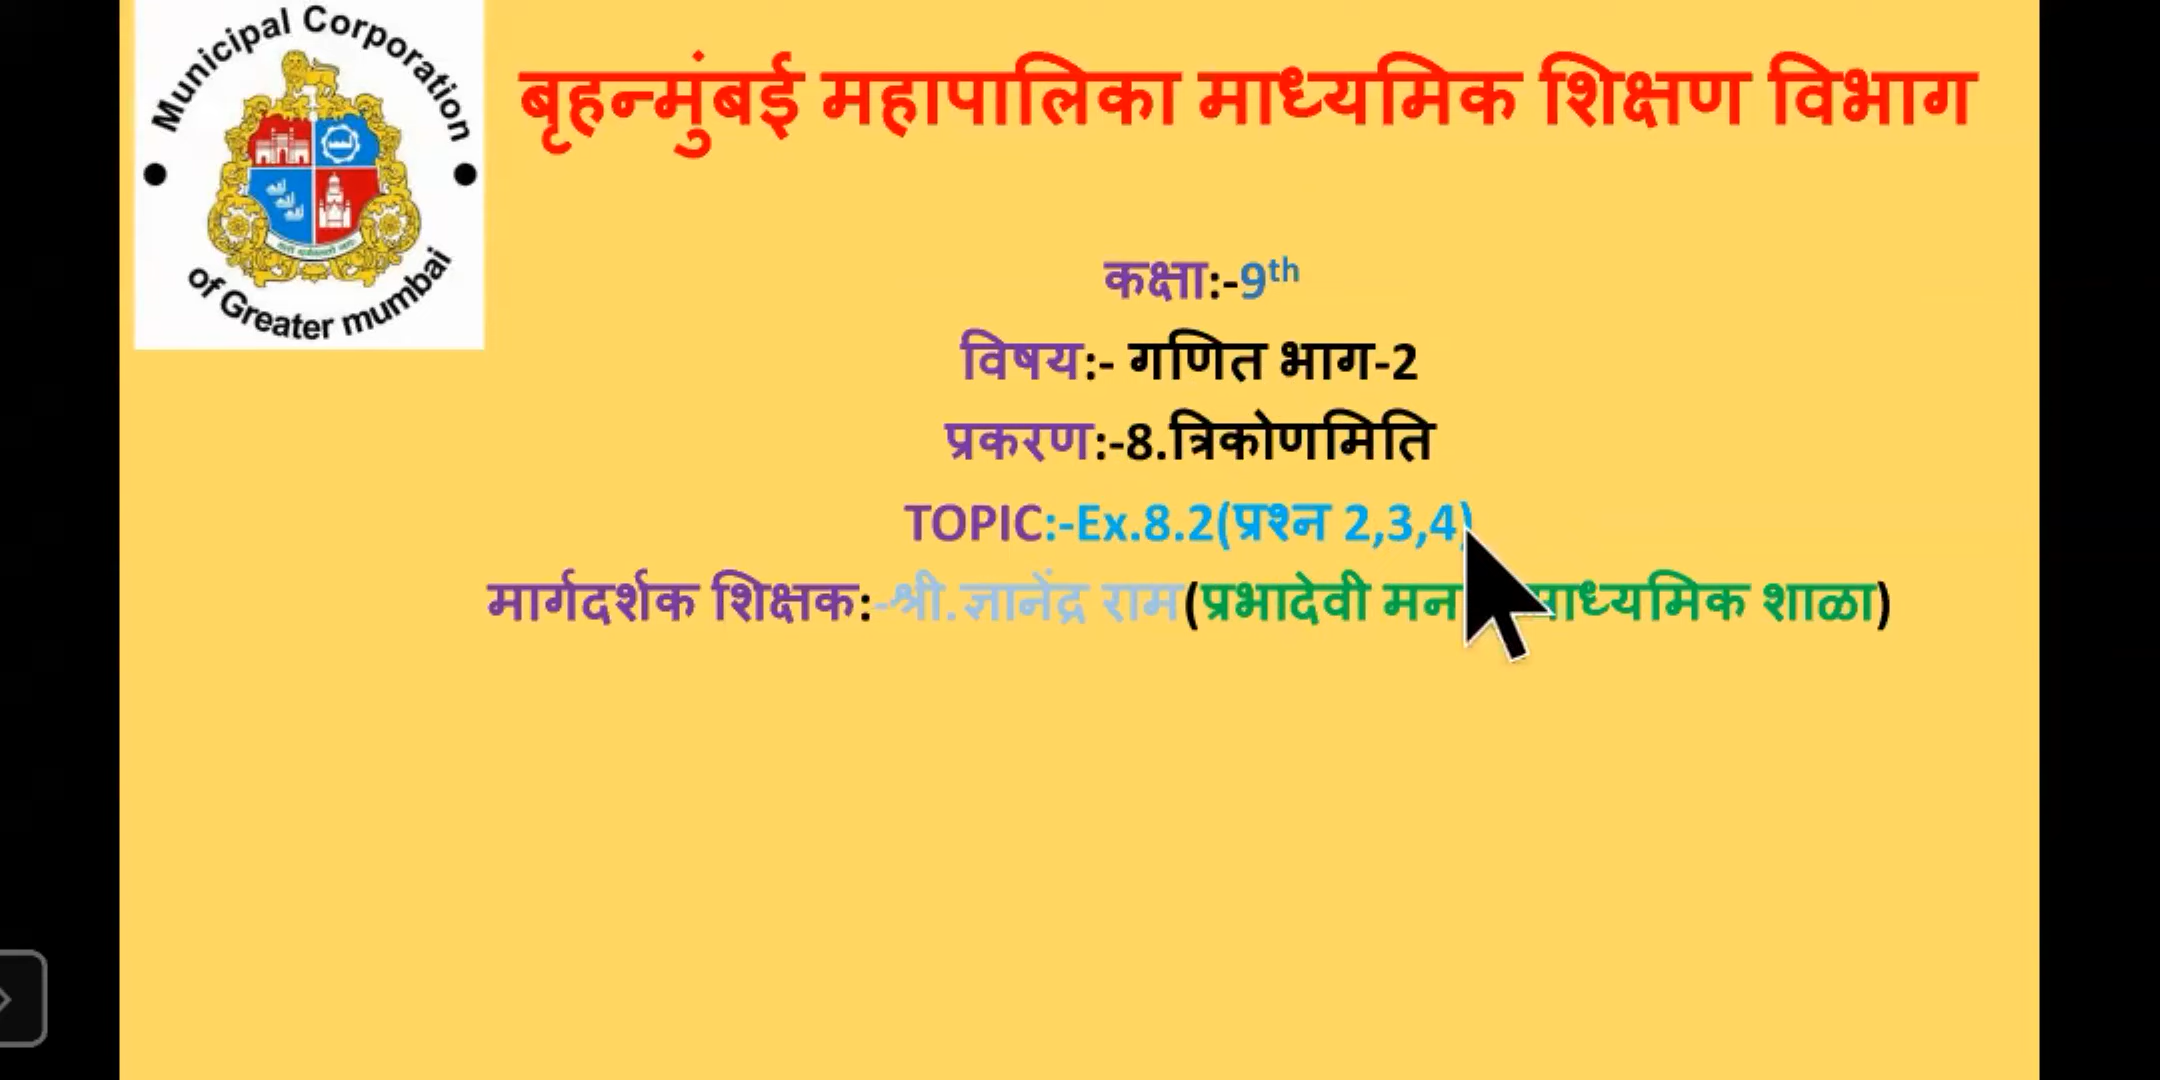 Municipal Corporation
of Greater mumbai
बृहन्मुंबई महापालिका माध्यमिक शिक्षण विभाग
कक्षा:-9th
विषय:- गणित भाग-2
प्रकरण:-8.त्रिकोणमिति
TOPIC:-Ex.8.2(प्रश्न 2,3,4)
मार्गदर्शक शिक्षक:-श्री.ज्ञानेंद्र राम(प्रभादेवी माध्यमिक शाळा)